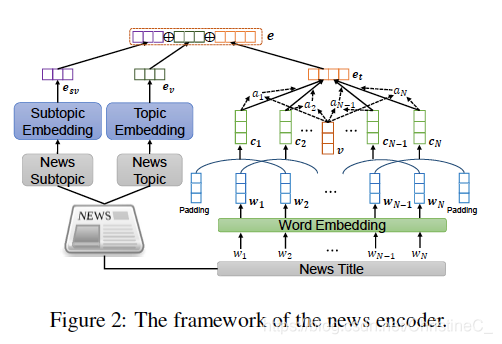 e
e_sv e_v e_t
a_1 a_2 a_N−1 a_N
Subtopic Embedding
Topic Embedding
c_1 c_2 ... v ... c_N−1 c_N
News Subtopic
News Topic
Padding w_1 w_2 ... w_N−1 w_N Padding
NEWS
Word Embedding
w_1 w_2 ... w_N−1 w_N
News Title
Figure 2: The framework of the news encoder.